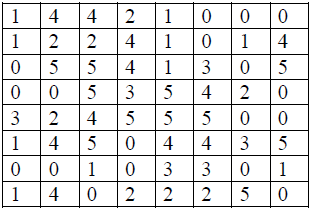 1 4 4 2 1 0 0 0
1 2 2 4 1 0 1 4
0 5 5 4 1 3 0 5
0 0 5 3 5 4 2 0
3 2 4 5 5 5 0 0
1 4 5 0 4 4 3 5
0 0 1 0 3 3 0 1
1 4 0 2 2 2 5 0